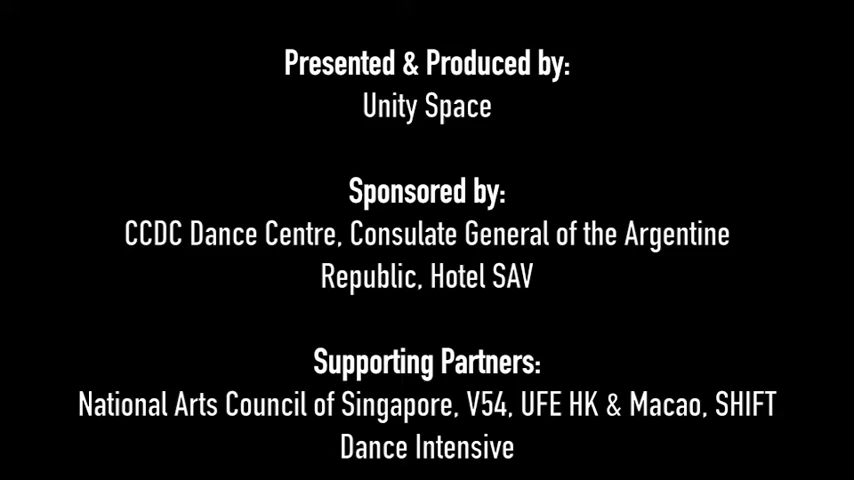 Presented & Produced by:
Unity Space
Sponsored by:
CCDC Dance Centre, Consulate General of the Argentine
Republic, Hotel SAV
Supporting Partners:
National Arts Council of Singapore, V54, UFE HK & Macao, SHIFT
Dance Intensive